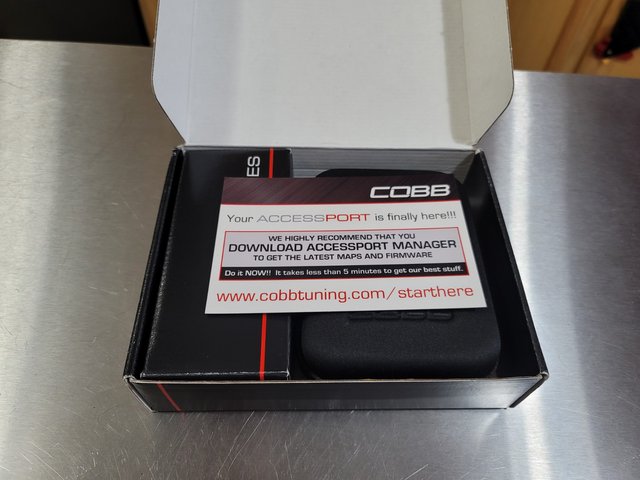 ES
COBB
Your ACCESSPORT is finally here!!!
WE HIGHLY RECOMMEND THAT YOU
DOWNLOAD ACCESSPORT MANAGER
TO GET THE LATEST MAPS AND FIRMWARE
Do it NOW!! It takes less than 5 minutes to get our best stuff.
www.cobbtuning.com/starthere